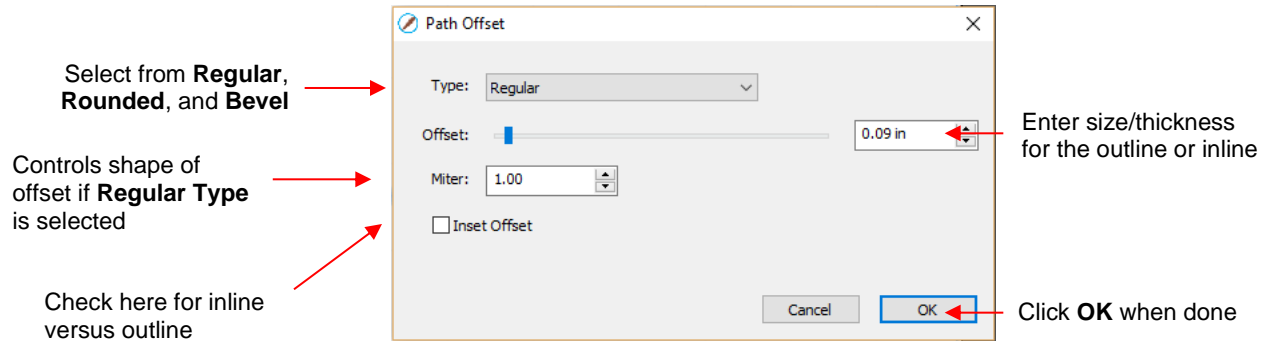 Path Offset
Select from Regular,
Rounded, and Bevel
Type: Regular
Offset: 0.09 in
Enter size/thickness
for the outline or inline
Controls shape of
offset if Regular Type
is selected
Miter: 1.00
Inset Offset
Check here for inline
versus outline
Cancel OK
Click OK when done